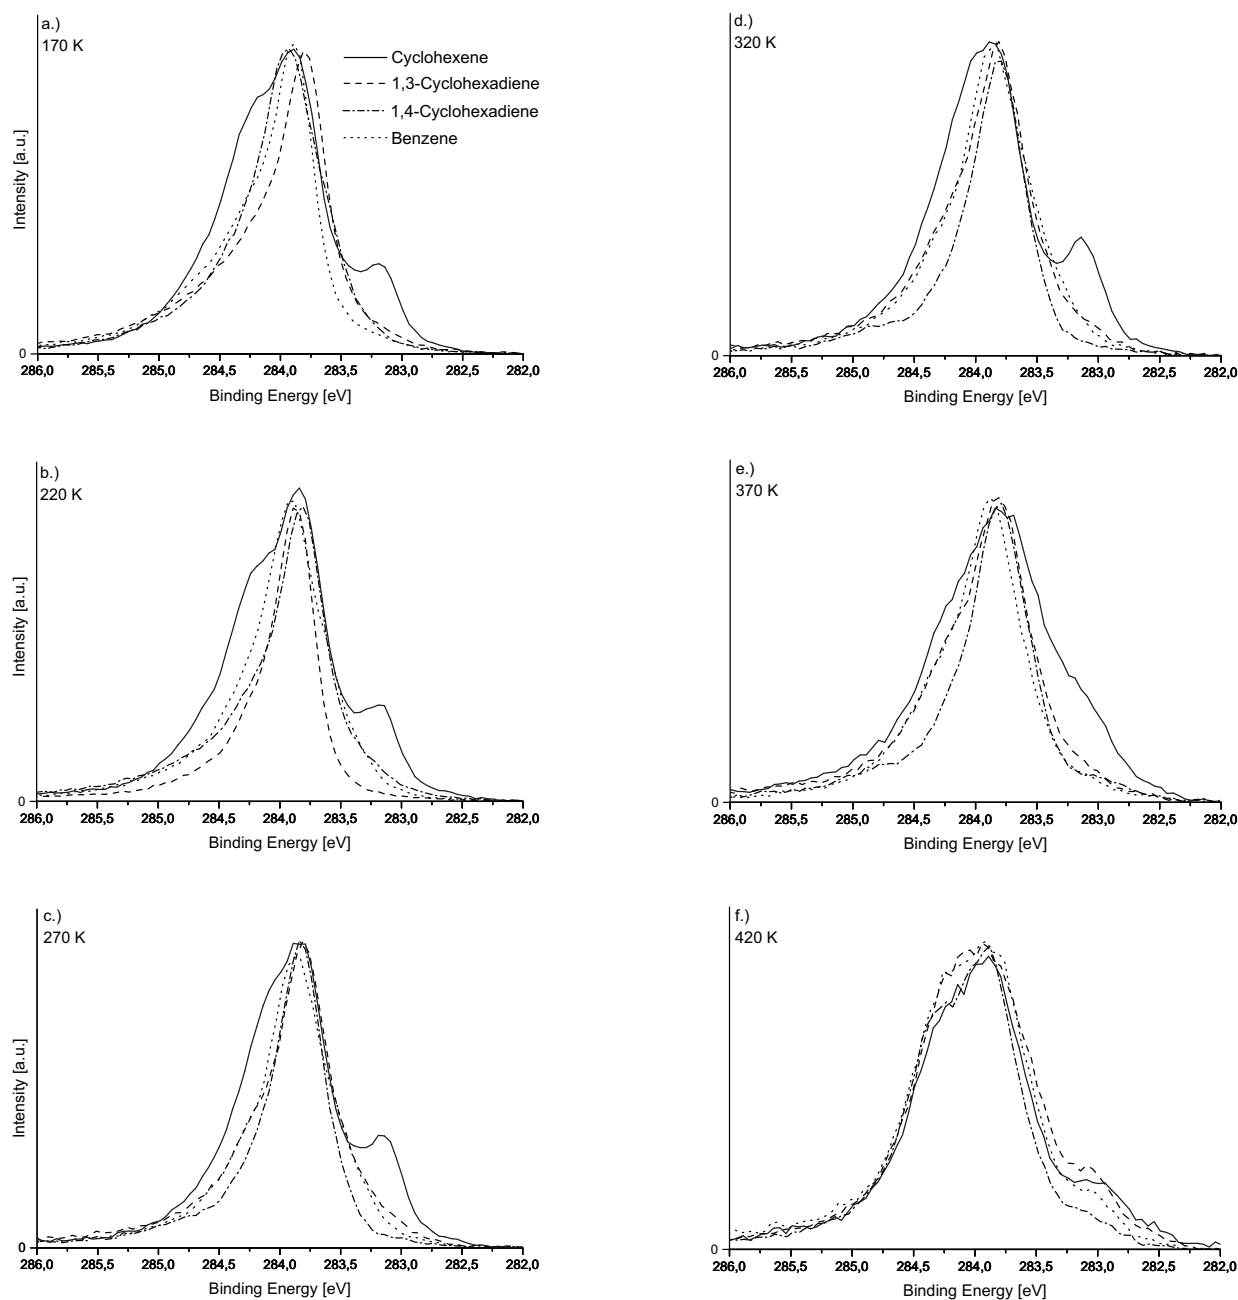 a.)
170 K
Cyclohexene
1,3-Cyclohexadiene
1,4-Cyclohexadiene
Benzene
Intensity [a.u.]
0
286,0 285,5 285,0 284,5 284,0 283,5 283,0 282,5 282,0
Binding Energy [eV]
d.)
320 K
0
286,0 285,5 285,0 284,5 284,0 283,5 283,0 282,5 282,0
Binding Energy [eV]
b.)
220 K
Intensity [a.u.]
0
286,0 285,5 285,0 284,5 284,0 283,5 283,0 282,5 282,0
Binding Energy [eV]
e.)
370 K
0
286,0 285,5 285,0 284,5 284,0 283,5 283,0 282,5 282,0
Binding Energy [eV]
c.)
270 K
Intensity [a.u.]
0
286,0 285,5 285,0 284,5 284,0 283,5 283,0 282,5 282,0
Binding Energy [eV]
f.)
420 K
0
286,0 285,5 285,0 284,5 284,0 283,5 283,0 282,5 282,0
Binding Energy [eV]